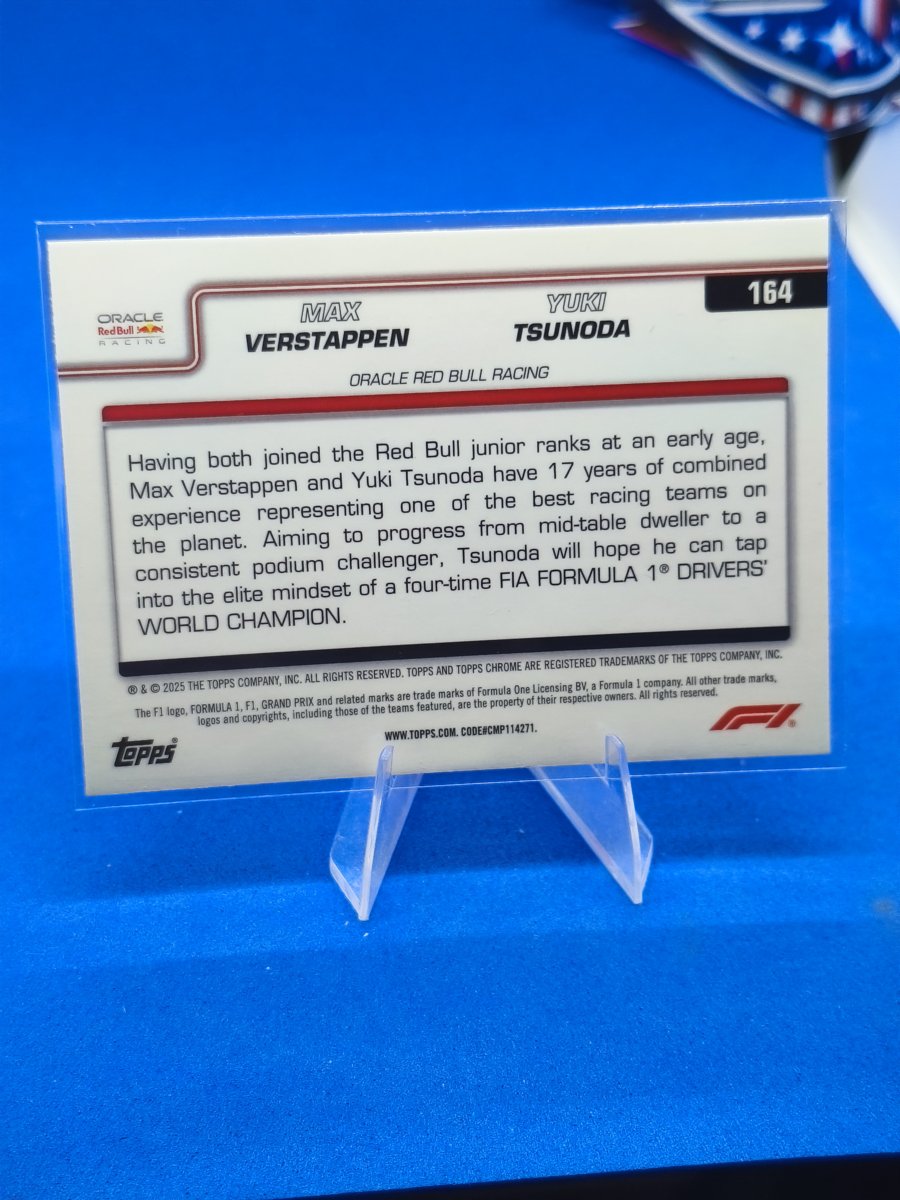 164
ORACLE
Red Bull
RACING
MAX
VERSTAPPEN
YUKI
TSUNODA
ORACLE RED BULL RACING
Having both joined the Red Bull junior ranks at an early age,
Max Verstappen and Yuki Tsunoda have 17 years of combined
experience representing one of the best racing teams on
the planet. Aiming to progress from mid-table dweller to a
consistent podium challenger, Tsunoda will hope he can tap
into the elite mindset of a four-time FIA FORMULA 1® DRIVERS'
WORLD CHAMPION.
® & © 2025 THE TOPPS COMPANY, INC. ALL RIGHTS RESERVED. TOPPS AND TOPPS CHROME ARE REGISTERED TRADEMARKS OF THE TOPPS COMPANY, INC.
The F1 logo, FORMULA 1, F1, GRAND PRIX and related marks are trade marks of Formula One Licensing BV, a Formula 1 company. All other trade marks,
logos and copyrights, including those of the teams featured, are the property of their respective owners. All rights reserved.
WWW.TOPPS.COM. CODE#CMP114271.
topps®
F1®